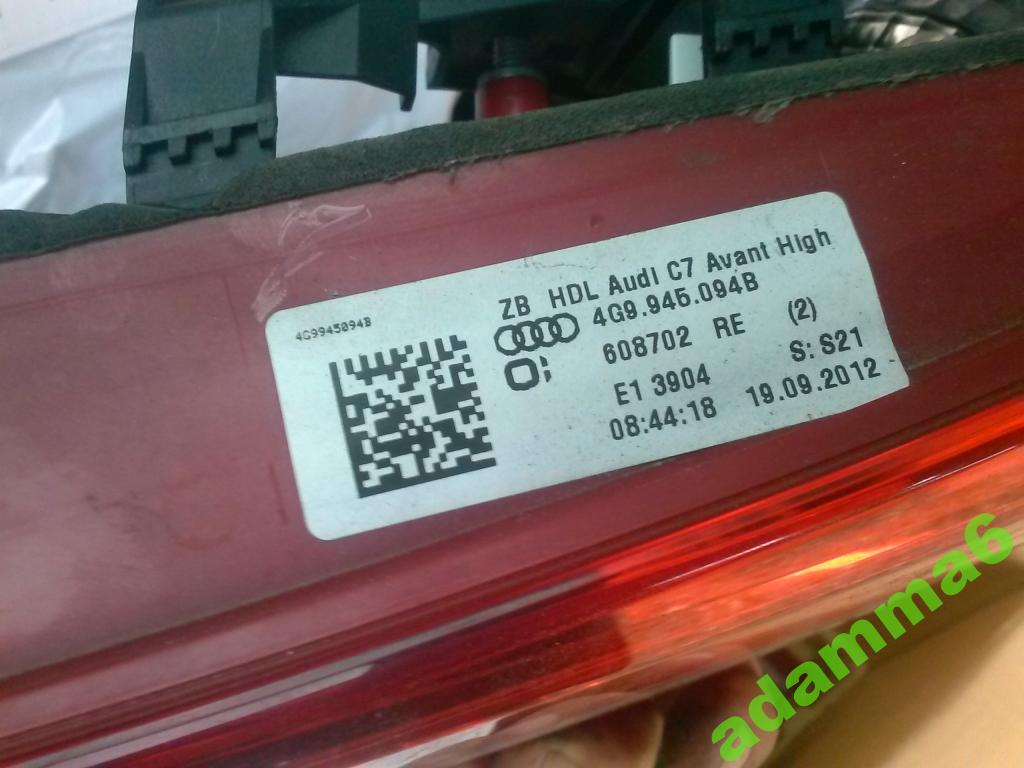 4G9945094B
ZB HDL Audi C7 Avant High
4G9.945.094B
608702 RE (2)
E1 3904 S: S21
08:44:18 19.09.2012
adamma6